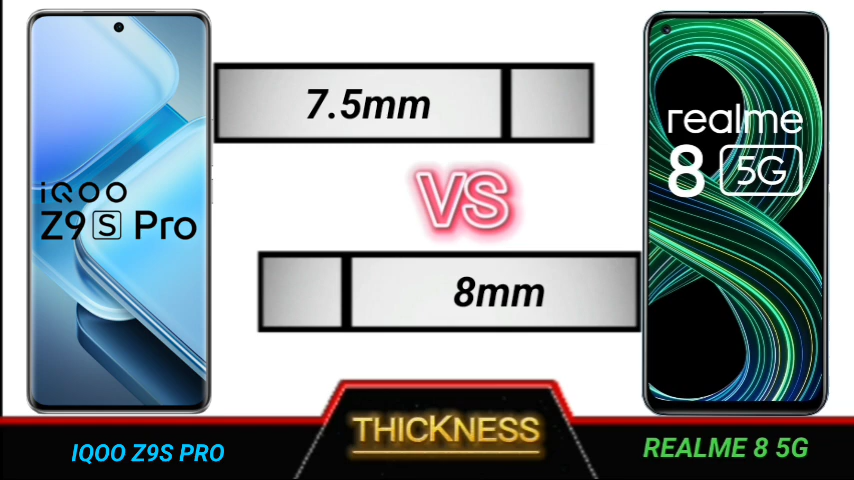 iQOO
Z9S Pro
7.5mm
VS
8mm
realme
8 5G
THICKNESS
IQOO Z9S PRO
REALME 8 5G